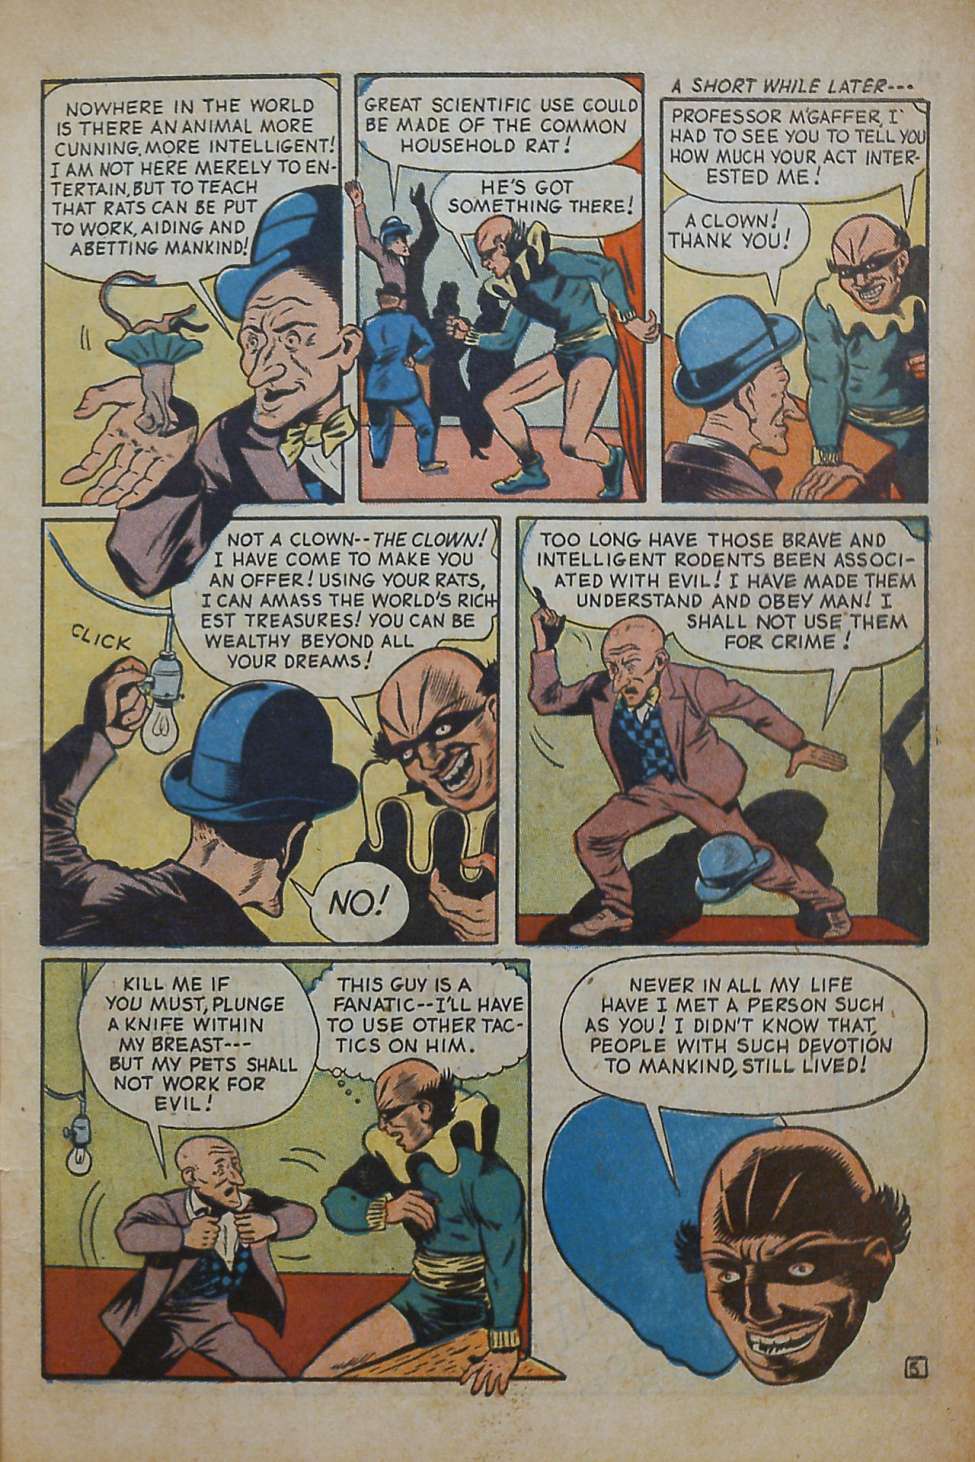 NOWHERE IN THE WORLD
IS THERE AN ANIMAL MORE
CUNNING, MORE INTELLIGENT!
I AM NOT HERE MERELY TO EN-
TERTAIN, BUT TO TEACH
THAT RATS CAN BE PUT
TO WORK, AIDING AND
ABETTING MANKIND!
GREAT SCIENTIFIC USE COULD
BE MADE OF THE COMMON
HOUSEHOLD RAT!
HE'S GOT
SOMETHING THERE!
A SHORT WHILE LATER---
PROFESSOR M'GAFFER, I
HAD TO SEE YOU TO TELL YOU
HOW MUCH YOUR ACT INTER-
ESTED ME!
A CLOWN!
THANK YOU!
CLICK
NOT A CLOWN--THE CLOWN!
I HAVE COME TO MAKE YOU
AN OFFER! USING YOUR RATS,
I CAN AMASS THE WORLD'S RICH-
EST TREASURES! YOU CAN BE
WEALTHY BEYOND ALL
YOUR DREAMS!
NO!
TOO LONG HAVE THOSE BRAVE AND
INTELLIGENT RODENTS BEEN ASSOCI-
ATED WITH EVIL! I HAVE MADE THEM
UNDERSTAND AND OBEY MAN! I
SHALL NOT USE THEM
FOR CRIME!
KILL ME IF
YOU MUST, PLUNGE
A KNIFE WITHIN
MY BREAST---
BUT MY PETS SHALL
NOT WORK FOR
EVIL!
THIS GUY IS A
FANATIC--I'LL HAVE
TO USE OTHER TAC-
TICS ON HIM.
NEVER IN ALL MY LIFE
HAVE I MET A PERSON SUCH
AS YOU! I DIDN'T KNOW THAT
PEOPLE WITH SUCH DEVOTION
TO MANKIND, STILL LIVED!
5